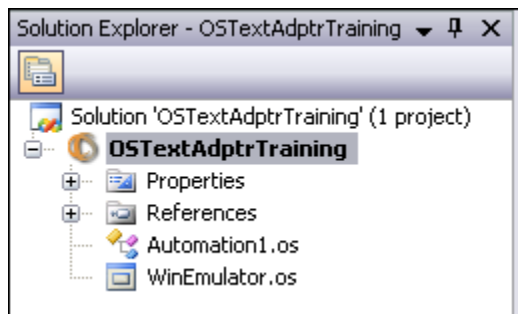 Solution Explorer - OSTextAdptrTraining
Solution 'OSTextAdptrTraining' (1 project)
OSTextAdptrTraining
Properties
References
Automation1.os
WinEmulator.os